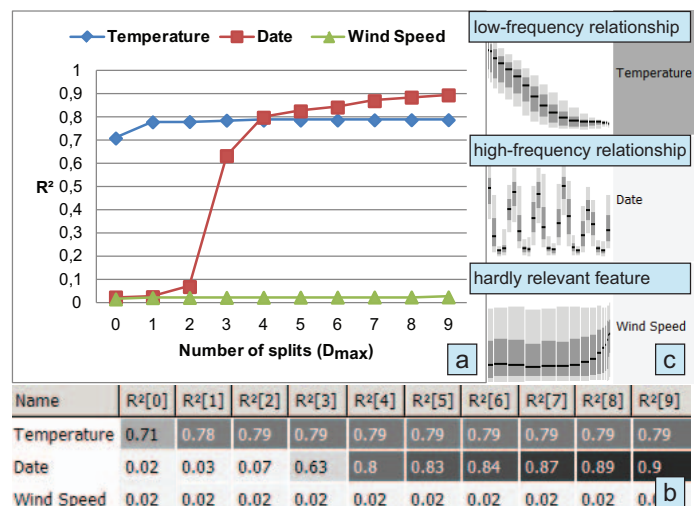 Temperature Date Wind Speed
1
0,9
0,8
0,7
0,6
0,5
0,4
0,3
0,2
0,1
0
R²
0 1 2 3 4 5 6 7 8 9
Number of splits (Dmax)
a
low-frequency relationship
Temperature
high-frequency relationship
Date
hardly relevant feature
Wind Speed
c
Name R²[0] R²[1] R²[2] R²[3] R²[4] R²[5] R²[6] R²[7] R²[8] R²[9]
Temperature 0.71 0.78 0.79 0.79 0.79 0.79 0.79 0.79 0.79 0.79
Date 0.02 0.03 0.07 0.63 0.8 0.83 0.84 0.87 0.89 0.9
Wind Speed 0.02 0.02 0.02 0.02 0.02 0.02 0.02 0.02 0.02
b